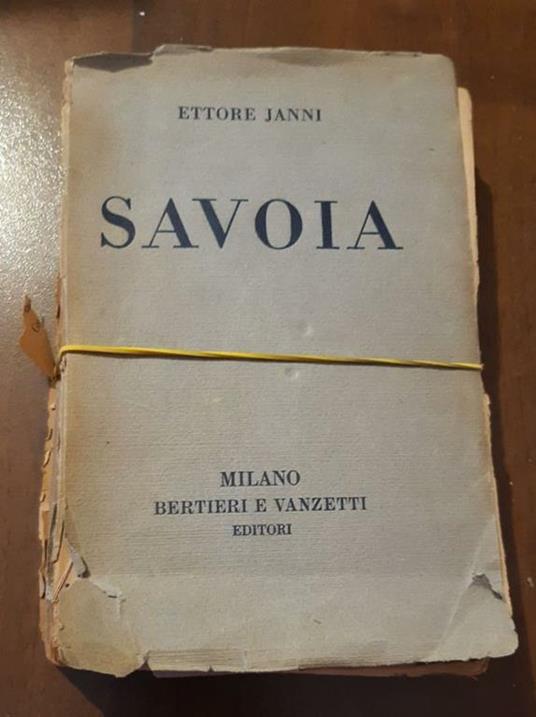 ETTORE JANNI
SAVOIA
MILANO
BERTIERI E VANZETTI
EDITORI